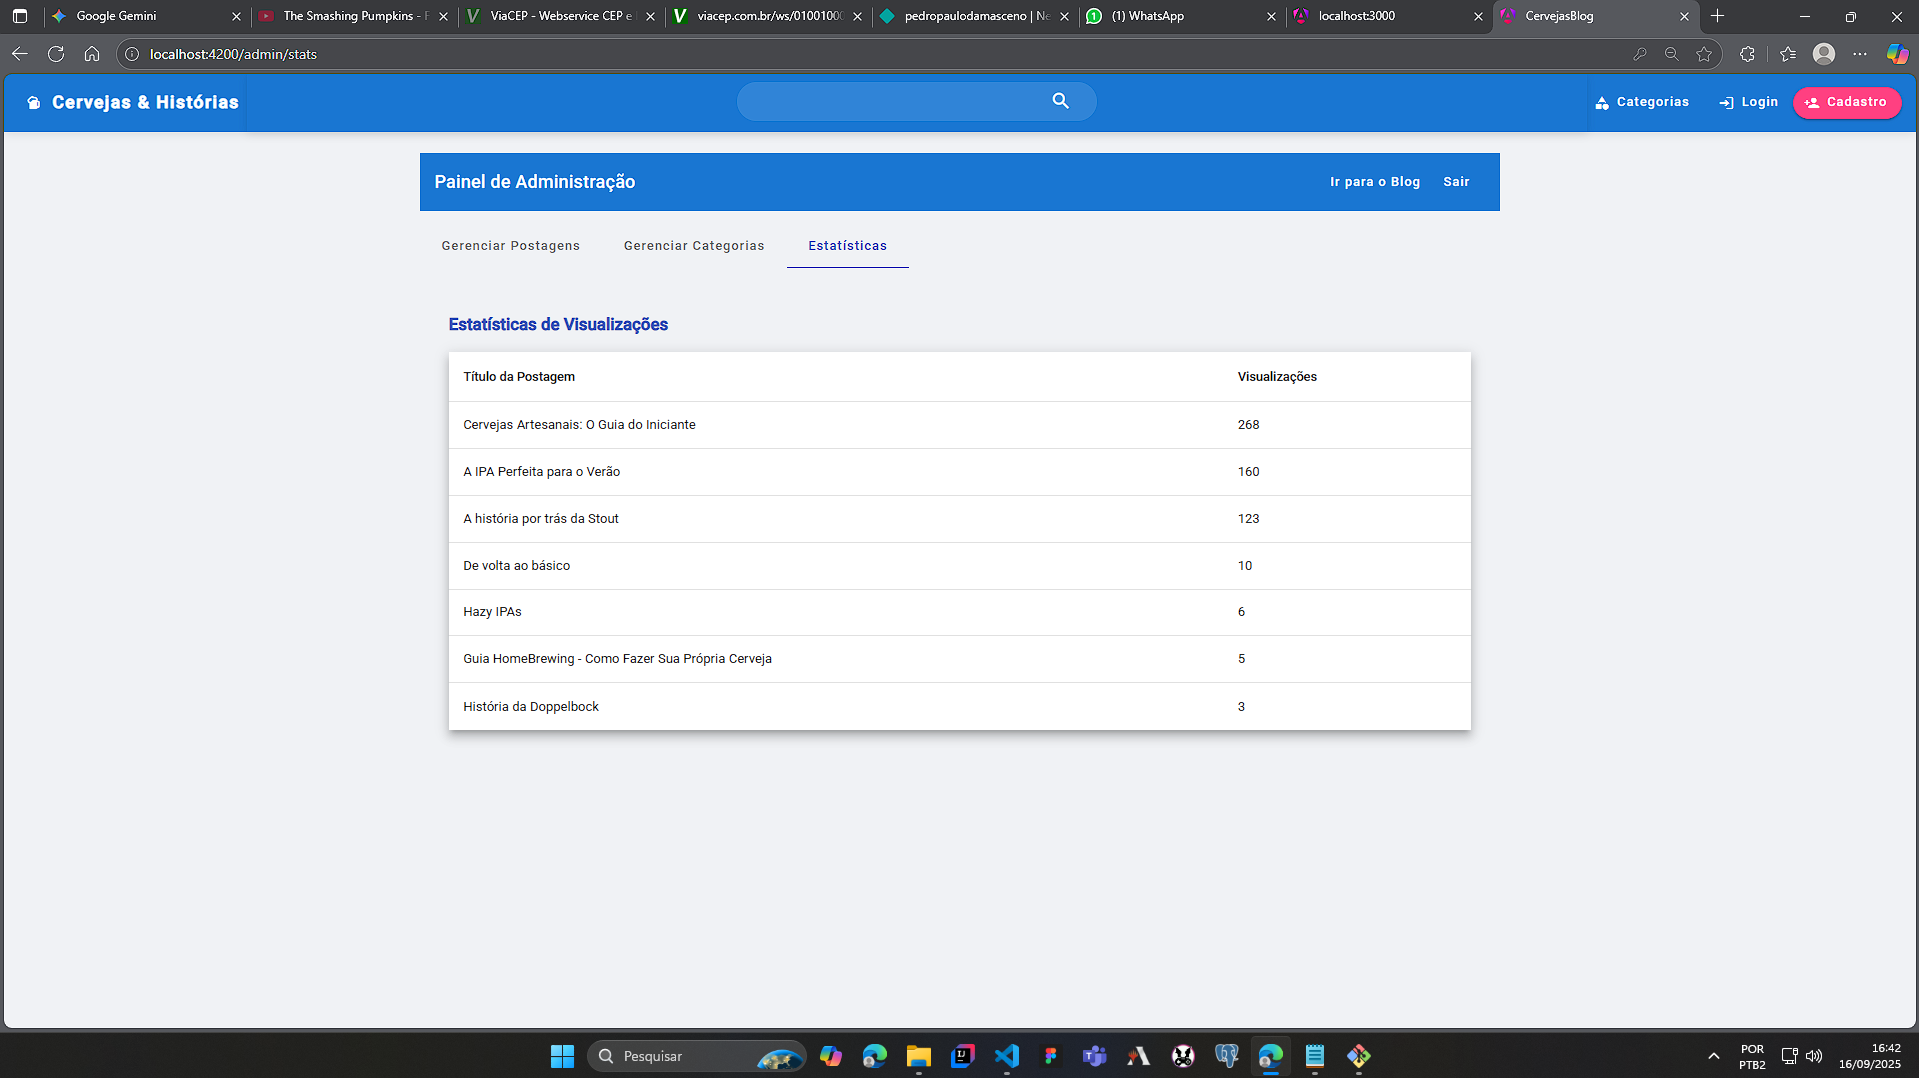 Google Gemini
The Smashing Pumpkins -
ViaCEP - Webservice CEP e
viacep.com.br/ws/01001000
pedropaulodamasceno | Ne
(1) WhatsApp
localhost:3000
CervejasBlog
localhost:4200/admin/stats
Cervejas & Histórias
Categorias
Login
Cadastro
Painel de Administração
Ir para o Blog
Sair
Gerenciar Postagens
Gerenciar Categorias
Estatísticas
Estatísticas de Visualizações
Título da Postagem Visualizações
Cervejas Artesanais: O Guia do Iniciante 268
A IPA Perfeita para o Verão 160
A história por trás da Stout 123
De volta ao básico 10
Hazy IPAs 6
Guia HomeBrewing - Como Fazer Sua Própria Cerveja 5
História da Doppelbock 3
Pesquisar
POR
PTB2
16:42
16/09/2025